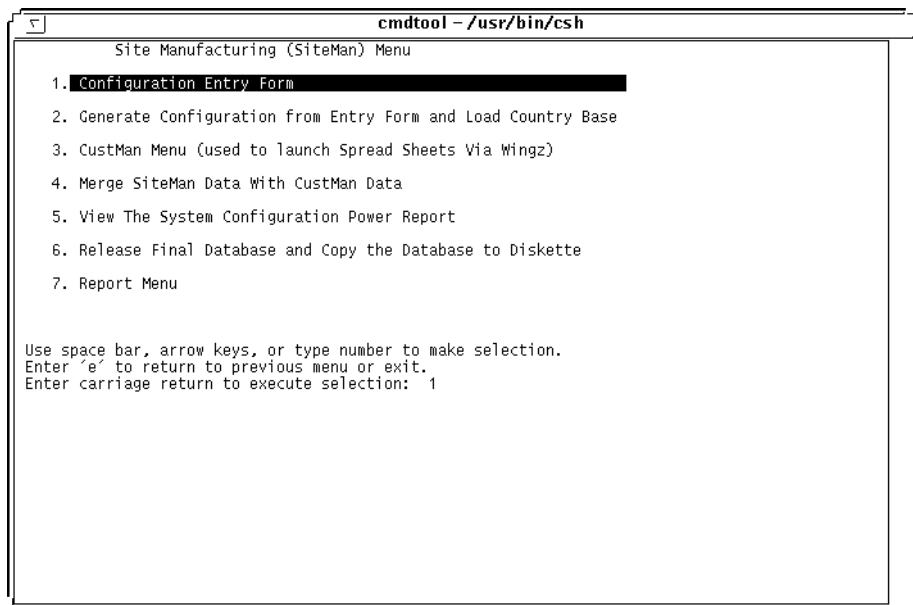 cmdtool - /usr/bin/csh
Site Manufacturing (SiteMan) Menu
1. Configuration Entry Form
2. Generate Configuration from Entry Form and Load Country Base
3. CustMan Menu (used to launch Spread Sheets Via Wingz)
4. Merge SiteMan Data With CustMan Data
5. View The System Configuration Power Report
6. Release Final Database and Copy the Database to Diskette
7. Report Menu
Use space bar, arrow keys, or type number to make selection.
Enter ´e´ to return to previous menu or exit.
Enter carriage return to execute selection: 1